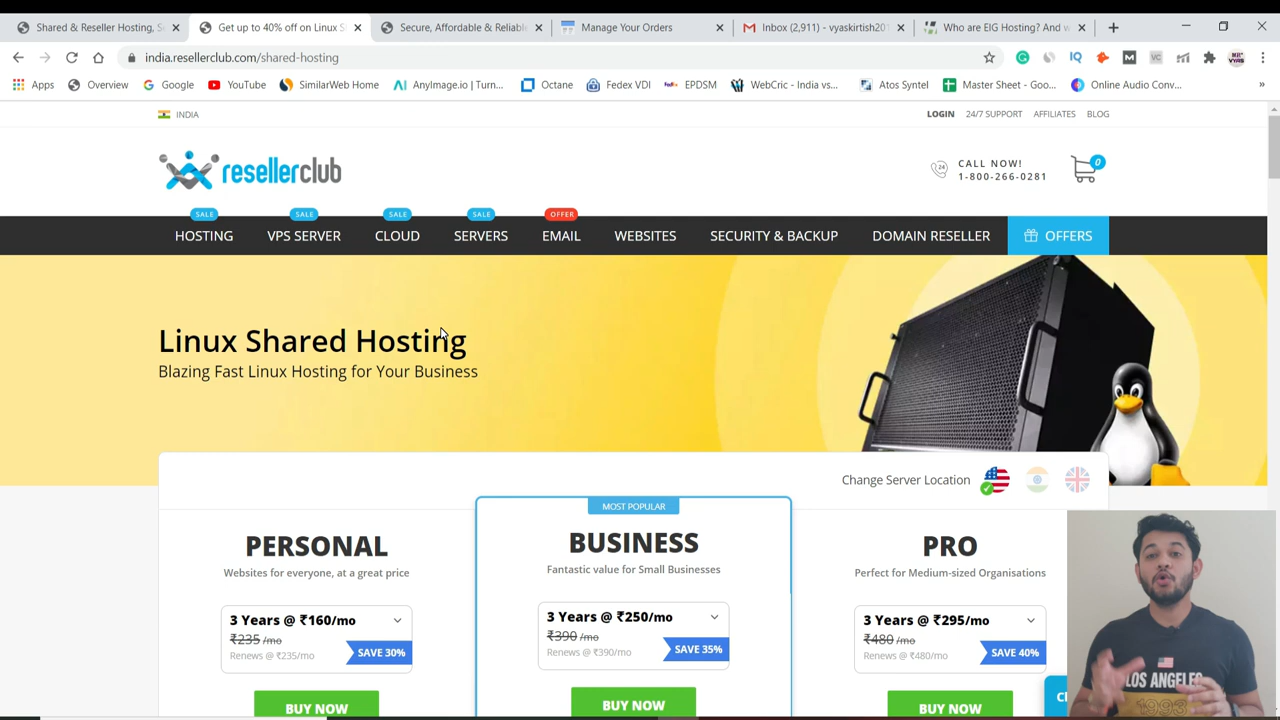 Shared & Reseller Hosting, S
Get up to 40% off on Linux S
Secure, Affordable & Reliabl
Manage Your Orders
Inbox (2,911) - vyaskirtish201
Who are EIG Hosting? And w
india.resellerclub.com/shared-hosting
Apps
Overview
Google
YouTube
SimilarWeb HOME
AnyImage.io | Turn...
Octane
Fedex VDI
EPDSM
WebCric - India vs...
Atos Syntel
Master Sheet - Goo...
Online Audio Conv...
INDIA
LOGIN
24/7 SUPPORT
AFFILIATES
BLOG
resellerclub
24
CALL NOW!
1-800-266-0281
0
SALE
SALE
SALE
SALE
OFFER
HOSTING
VPS SERVER
CLOUD
SERVERS
EMAIL
WEBSITES
SECURITY & BACKUP
DOMAIN RESELLER
OFFERS
Linux Shared Hosting
Blazing Fast Linux Hosting for Your Business
Change Server Location
PERSONAL
Websites for everyone, at a great price
3 Years @ ₹160/mo
₹235 /mo
Renews @ ₹235/mo
SAVE 30%
BUY NOW
MOST POPULAR
BUSINESS
Fantastic value for Small Businesses
3 Years @ ₹250/mo
₹390 /mo
Renews @ ₹390/mo
SAVE 35%
BUY NOW
PRO
Perfect for Medium-sized Organisations
3 Years @ ₹295/mo
₹480 /mo
Renews @ ₹480/mo
SAVE 40%
BUY NOW
LOS ANGELES
1993